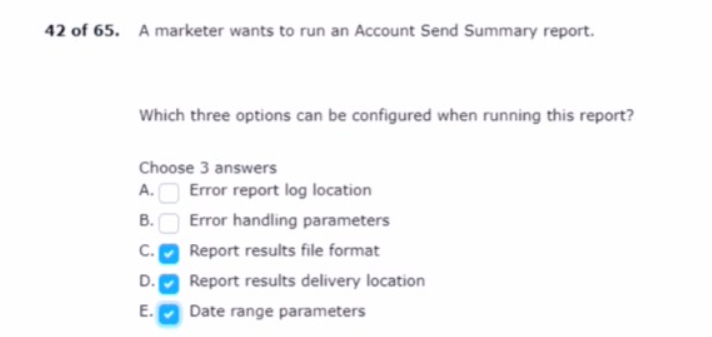 42 of 65. A marketer wants to run an Account Send Summary report.
Which three options can be configured when running this report?
Choose 3 answers
A. Error report log location
B. Error handling parameters
C. Report results file format
D. Report results delivery location
E. Date range parameters